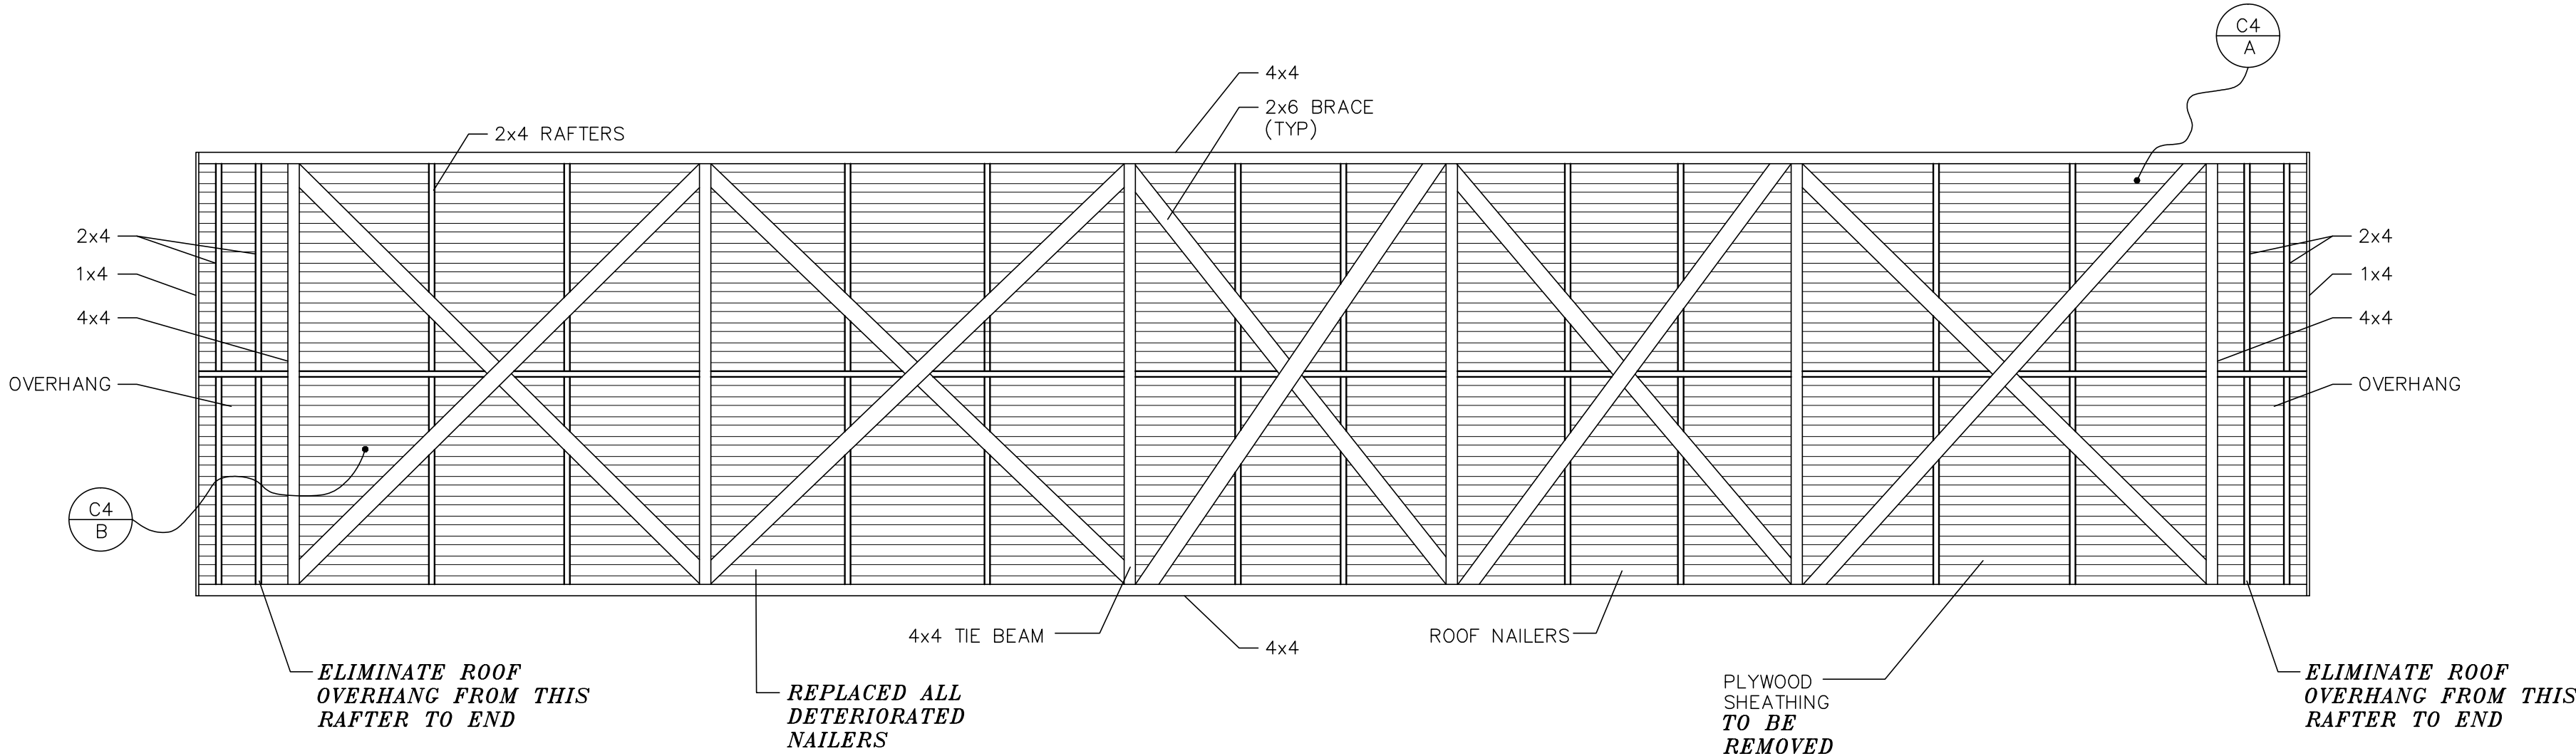 C4
A
4x4
2x6 BRACE
(TYP)
2x4 RAFTERS
2x4
1x4
4x4
OVERHANG
2x4
1x4
4x4
OVERHANG
C4
B
4x4 TIE BEAM
4x4
ROOF NAILERS
ELIMINATE ROOF
OVERHANG FROM THIS
RAFTER TO END
REPLACED ALL
DETERIORATED
NAILERS
PLYWOOD
SHEATHING
TO BE
REMOVED
ELIMINATE ROOF
OVERHANG FROM THIS
RAFTER TO END